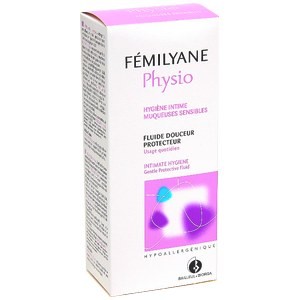 FÉMILYANE
Physio
HYGIÈNE INTIME
MUQUEUSES SENSIBLES
FLUIDE DOUCEUR
PROTECTEUR
Usage quotidien
INTIMATE HYGIENE
Gentle Protective Fluid
HYPOALLERGÉNIQUE